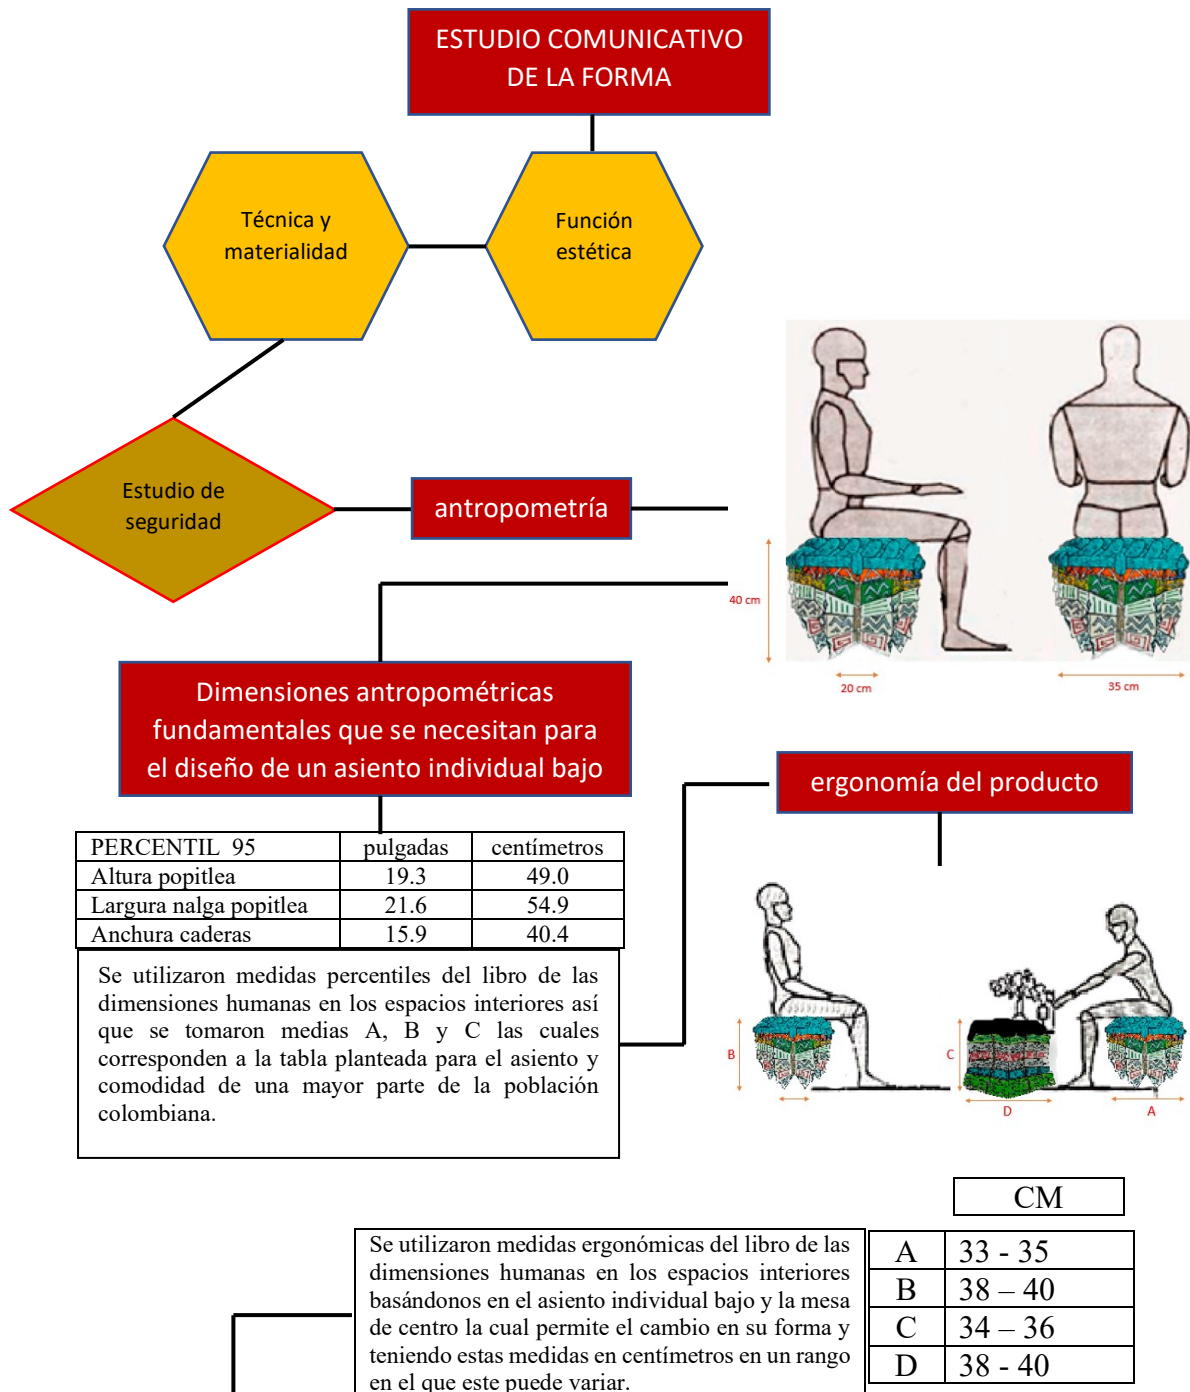 ESTUDIO COMUNICATIVO
DE LA FORMA
Técnica y
materialidad
Función
estética
Estudio de
seguridad
antropometría
40 cm
20 cm
35 cm
Dimensiones antropométricas
fundamentales que se necesitan para
el diseño de un asiento individual bajo
ergonomía del producto
PERCENTIL 95 pulgadas centímetros
Altura popitlea 19.3 49.0
Largura nalga popitlea 21.6 54.9
Anchura caderas 15.9 40.4
Se utilizaron medidas percentiles del libro de las
dimensiones humanas en los espacios interiores así
que se tomaron medias A, B y C las cuales
corresponden a la tabla planteada para el asiento y
comodidad de una mayor parte de la población
colombiana.
B
C
D
A
CM
Se utilizaron medidas ergonómicas del libro de las
dimensiones humanas en los espacios interiores
basándonos en el asiento individual bajo y la mesa
de centro la cual permite el cambio en su forma y
teniendo estas medidas en centímetros en un rango
en el que este puede variar.
A 33 - 35
B 38 – 40
C 34 – 36
D 38 - 40